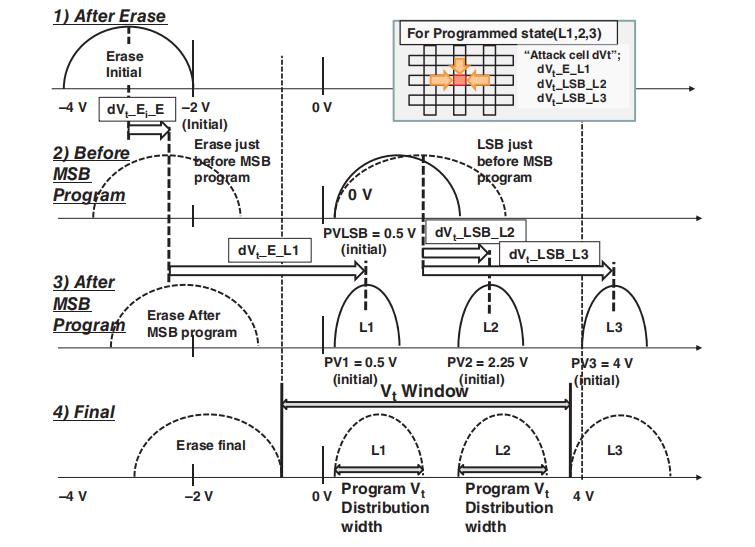 1) After Erase
Erase
Initial
–4 V
dVt_Ei_E
–2 V
(Initial)
0 V
For Programmed state(L1,2,3)
“Attack cell dVt”;
dVt_E_L1
dVt_LSB_L2
dVt_LSB_L3
2) Before
MSB
Program
Erase just
before MSB
program
0 V
LSB just
before MSB
program
PVLSB = 0.5 V
(initial)
dVt_LSB_L2
dVt_E_L1
dVt_LSB_L3
3) After
MSB
Program
Erase After
MSB program
L1
L2
L3
PV1 = 0.5 V
(initial)
PV2 = 2.25 V
(initial)
PV3 = 4 V
(initial)
Vt Window
4) Final
Erase final
L1
L2
L3
–4 V
–2 V
0 V
Program Vt
Distribution
width
Program Vt
Distribution
width
4 V